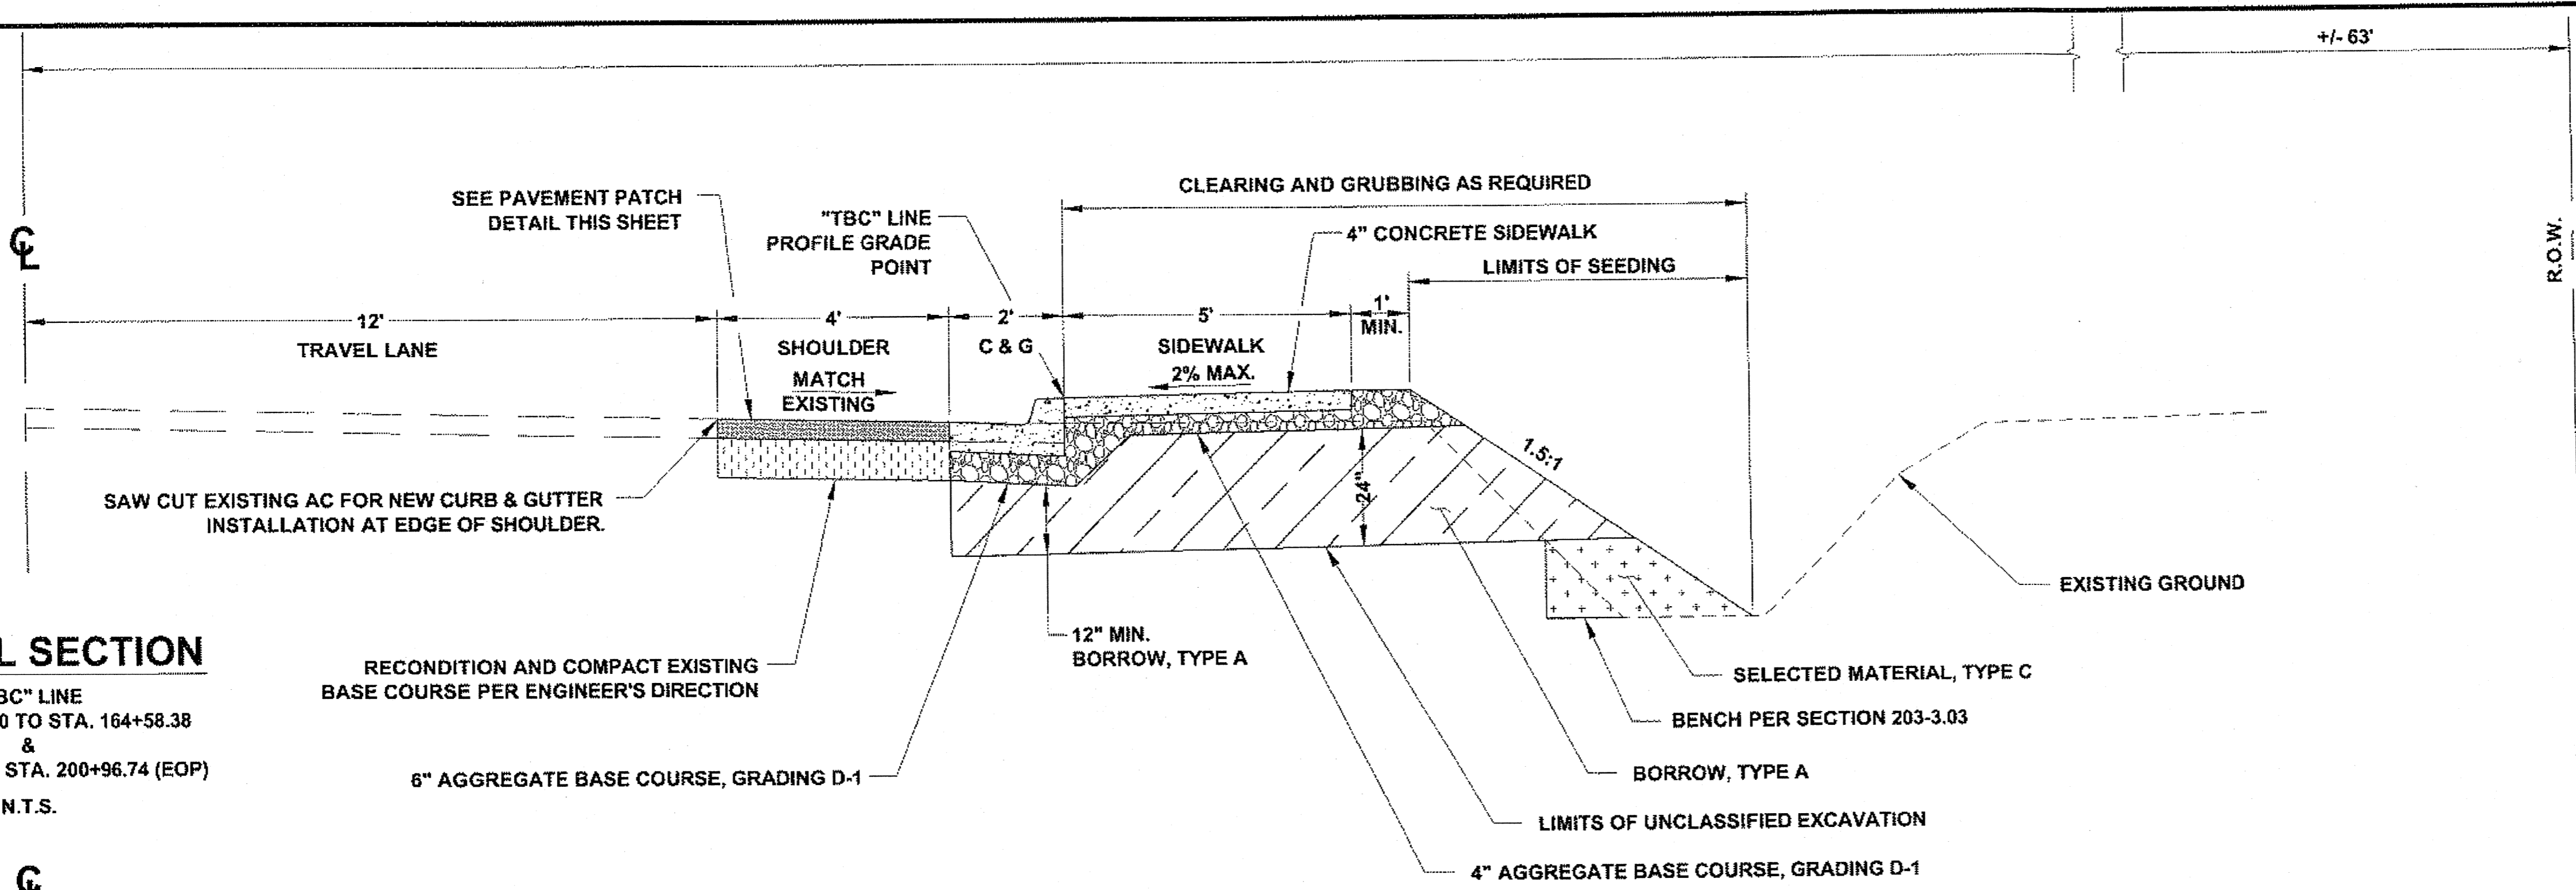 +/- 63'
CLEARING AND GRUBBING AS REQUIRED
SEE PAVEMENT PATCH
DETAIL THIS SHEET
"TBC" LINE
PROFILE GRADE
POINT
4" CONCRETE SIDEWALK
LIMITS OF SEEDING
R.O.W.
CL
12'
TRAVEL LANE
4'
SHOULDER
MATCH
EXISTING
2'
C & G
5'
SIDEWALK
2% MAX.
1'
MIN.
1.5:1
24"
SAW CUT EXISTING AC FOR NEW CURB & GUTTER
INSTALLATION AT EDGE OF SHOULDER.
EXISTING GROUND
12" MIN.
BORROW, TYPE A
RECONDITION AND COMPACT EXISTING
BASE COURSE PER ENGINEER'S DIRECTION
SELECTED MATERIAL, TYPE C
BENCH PER SECTION 203-3.03
6" AGGREGATE BASE COURSE, GRADING D-1
BORROW, TYPE A
LIMITS OF UNCLASSIFIED EXCAVATION
4" AGGREGATE BASE COURSE, GRADING D-1
L SECTION
BC" LINE
0 TO STA. 164+58.38
&
STA. 200+96.74 (EOP)
N.T.S.
CL